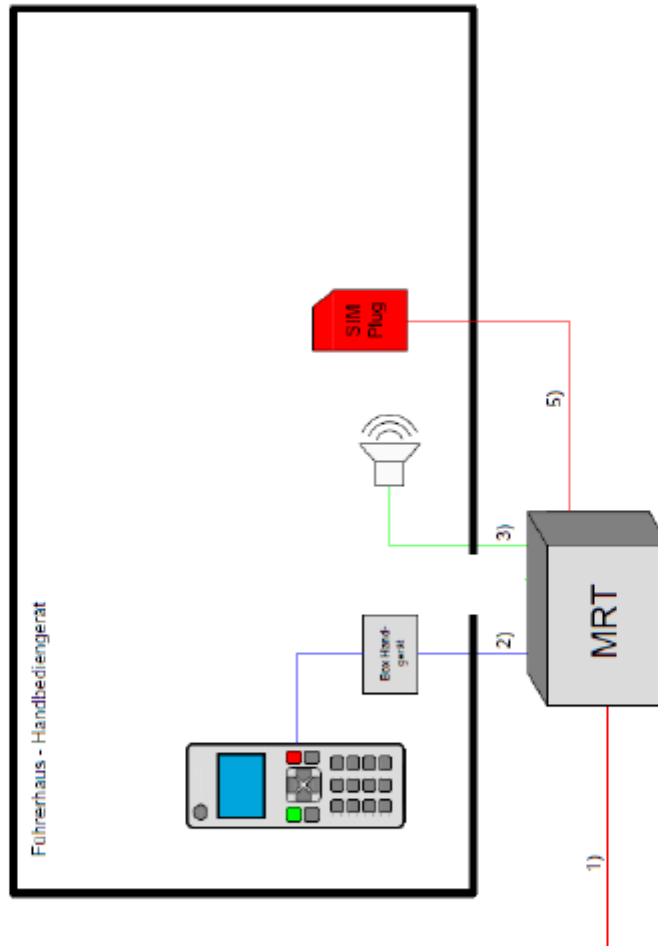 Führerhaus - Handbediengerät
SIM
Plug
5)
3)
Box Hand-
gerät
2)
MRT
1)